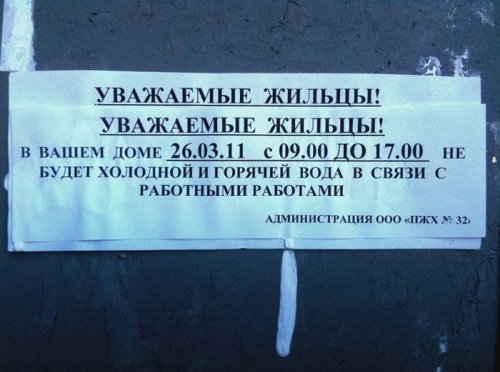 УВАЖАЕМЫЕ ЖИЛЬЦЫ!
УВАЖАЕМЫЕ ЖИЛЬЦЫ!
В ВАШЕМ ДОМЕ 26.03.11 с 09.00 ДО 17.00 НЕ
БУДЕТ ХОЛОДНОЙ И ГОРЯЧЕЙ ВОДА В СВЯЗИ С
РАБОТНЫМИ РАБОТАМИ
АДМИНИСТРАЦИЯ ООО «ПЖХ № 32»